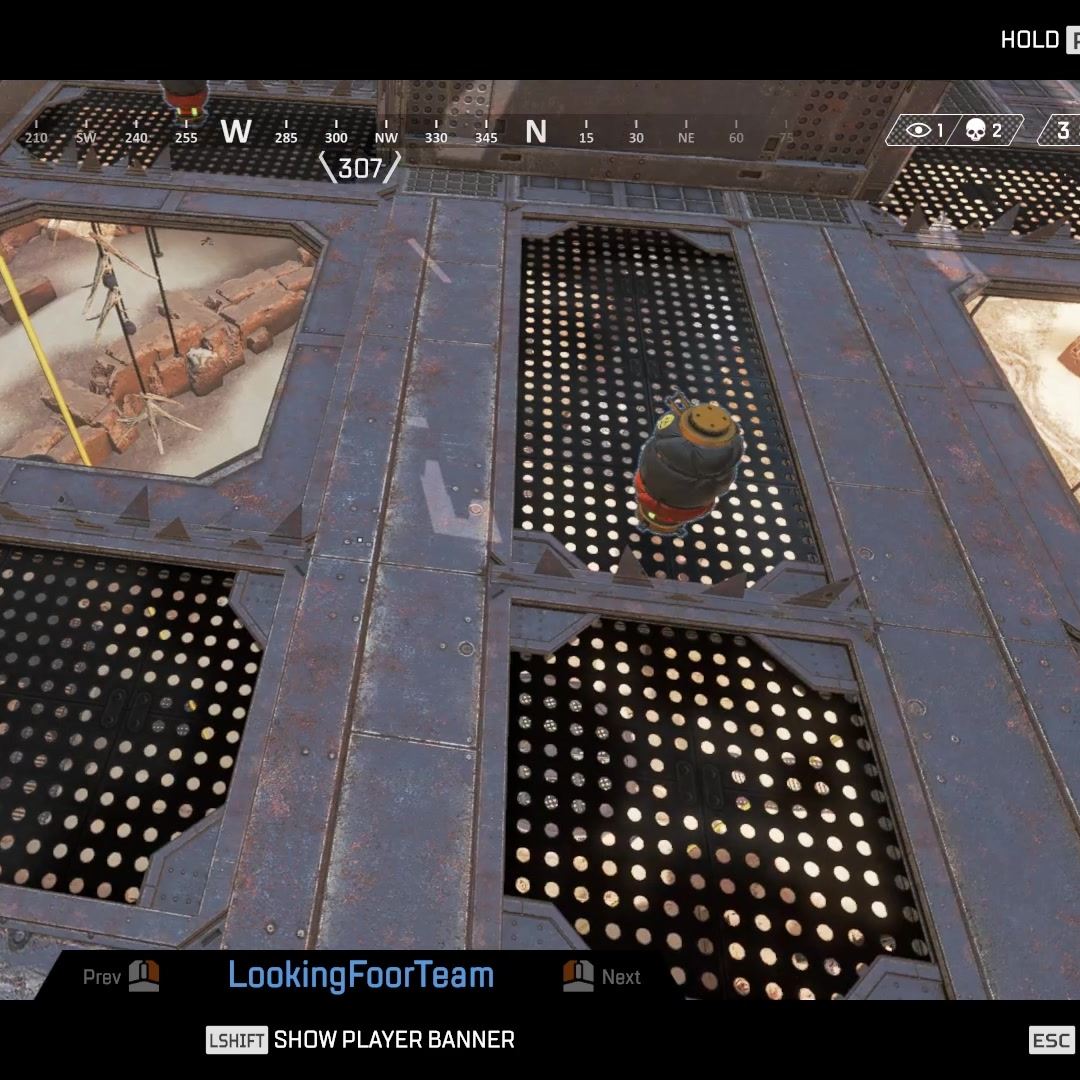 HOLD
210 SW 240 255 W 285 300 NW 330 345 N 15 30 NE 60 75
1 2 3
307
Prev LookingFoorTeam Next
LSHIFT SHOW PLAYER BANNER
ESC